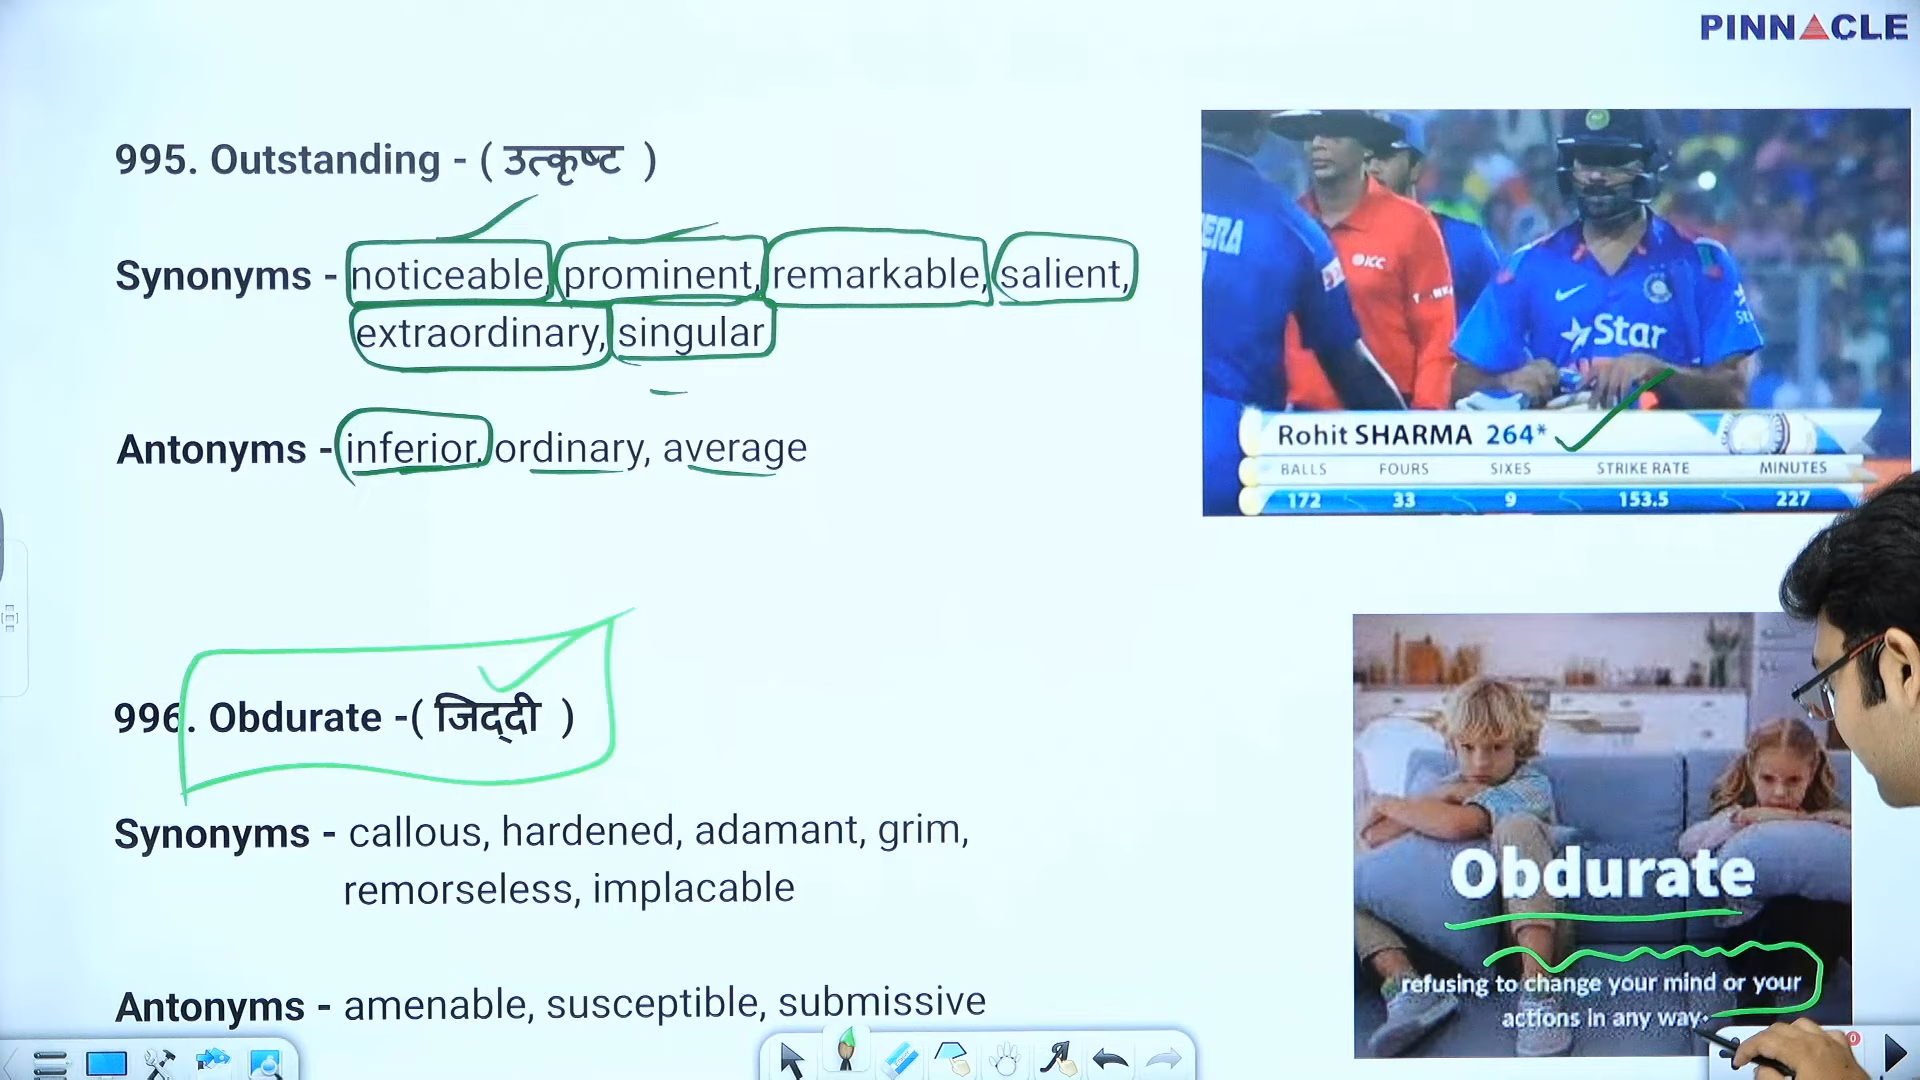 PINNACLE
995. Outstanding - ( उत्कृष्ट )
Synonyms - noticeable, prominent, remarkable, salient,
extraordinary, singular
Antonyms - inferior, ordinary, average
ICC
Star
Rohit SHARMA 264*
BALLS FOURS SIXES STRIKE RATE MINUTES
172 33 9 153.5 227
996. Obdurate -( जिद्दी )
Synonyms - callous, hardened, adamant, grim,
remorseless, implacable
Antonyms - amenable, susceptible, submissive
Obdurate
refusing to change your mind or your
actions in any way.